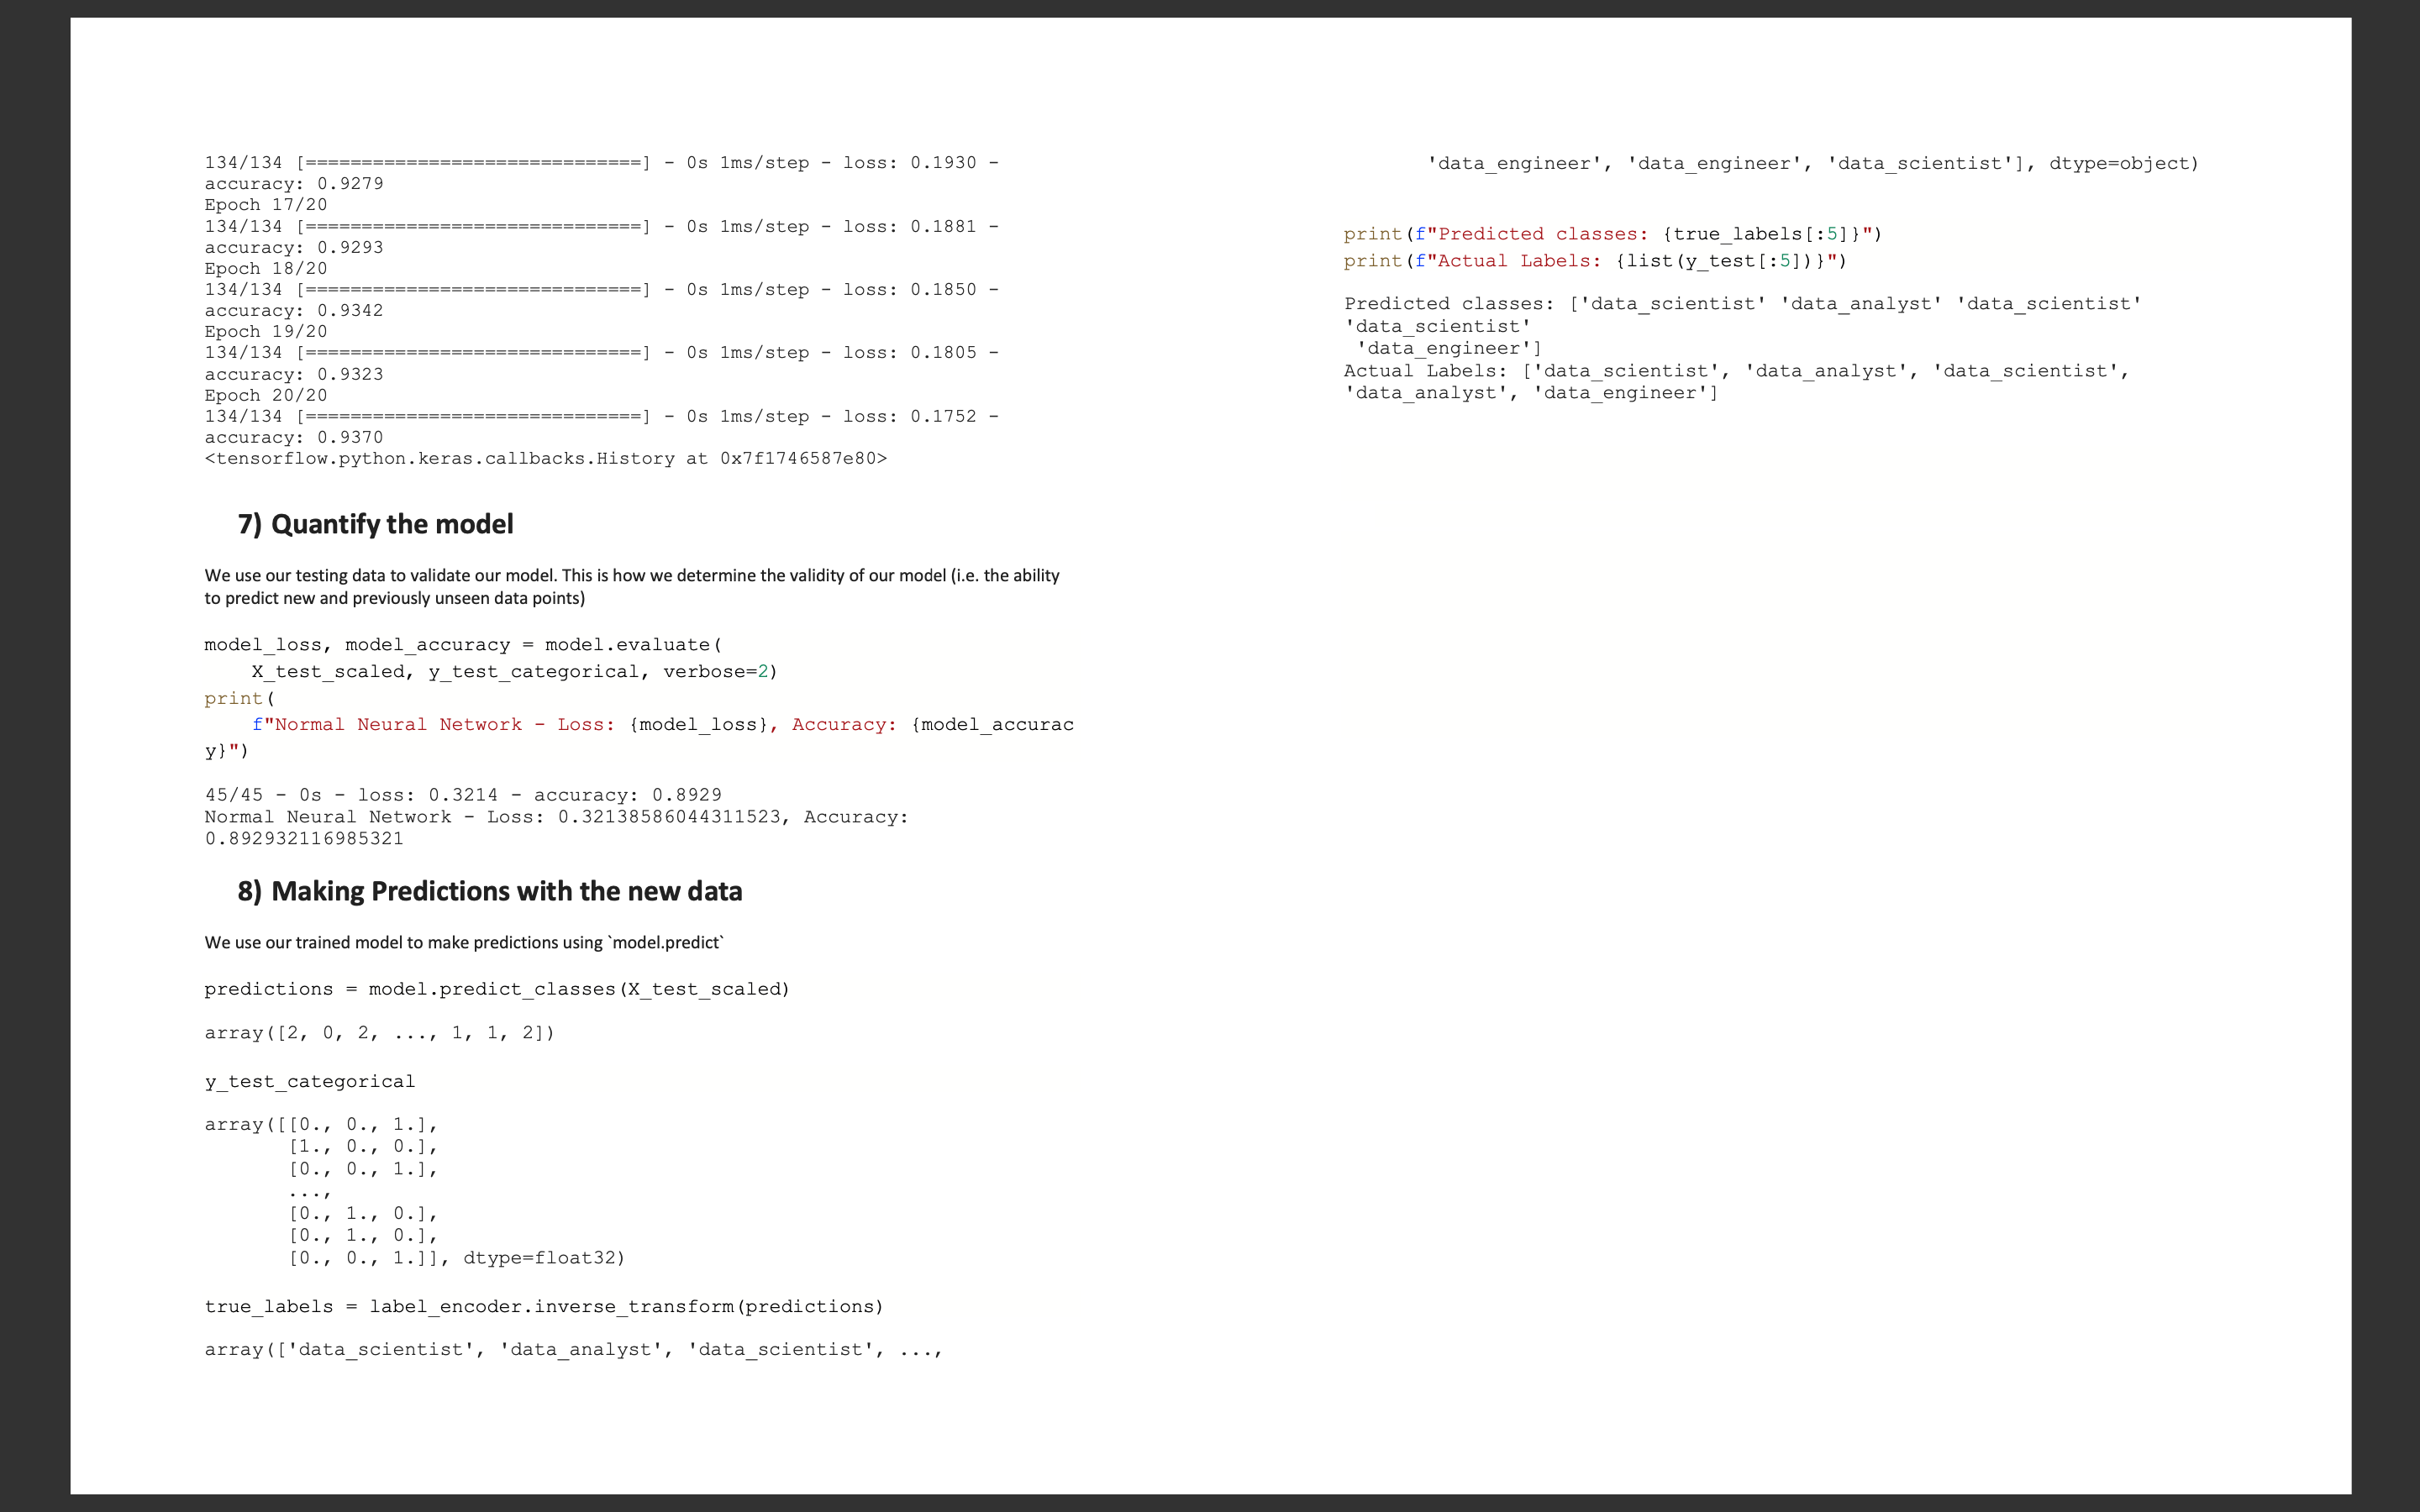 134/134 [==============================] - 0s 1ms/step - loss: 0.1930 -
accuracy: 0.9279
Epoch 17/20
134/134 [==============================] - 0s 1ms/step - loss: 0.1881 -
accuracy: 0.9293
Epoch 18/20
134/134 [==============================] - 0s 1ms/step - loss: 0.1850 -
accuracy: 0.9342
Epoch 19/20
134/134 [==============================] - 0s 1ms/step - loss: 0.1805 -
accuracy: 0.9323
Epoch 20/20
134/134 [==============================] - 0s 1ms/step - loss: 0.1752 -
accuracy: 0.9370
<tensorflow.python.keras.callbacks.History at 0x7f1746587e80>
7) Quantify the model
We use our testing data to validate our model. This is how we determine the validity of our model (i.e. the ability
to predict new and previously unseen data points)
model_loss, model_accuracy = model.evaluate(
    X_test_scaled, y_test_categorical, verbose=2)
print(
    f"Normal Neural Network - Loss: {model_loss}, Accuracy: {model_accurac
y}")
45/45 - 0s - loss: 0.3214 - accuracy: 0.8929
Normal Neural Network - Loss: 0.32138586044311523, Accuracy:
0.892932116985321
8) Making Predictions with the new data
We use our trained model to make predictions using `model.predict`
predictions = model.predict_classes(X_test_scaled)
array([2, 0, 2, ..., 1, 1, 2])
y_test_categorical
array([[0., 0., 1.],
       [1., 0., 0.],
       [0., 0., 1.],
       ...,
       [0., 1., 0.],
       [0., 1., 0.],
       [0., 0., 1.]], dtype=float32)
true_labels = label_encoder.inverse_transform(predictions)
array(['data_scientist', 'data_analyst', 'data_scientist', ...,
       'data_engineer', 'data_engineer', 'data_scientist'], dtype=object)
print(f"Predicted classes: {true_labels[:5]}")
print(f"Actual Labels: {list(y_test[:5])}")
Predicted classes: ['data_scientist' 'data_analyst' 'data_scientist'
'data_scientist'
 'data_engineer']
Actual Labels: ['data_scientist', 'data_analyst', 'data_scientist',
'data_analyst', 'data_engineer']